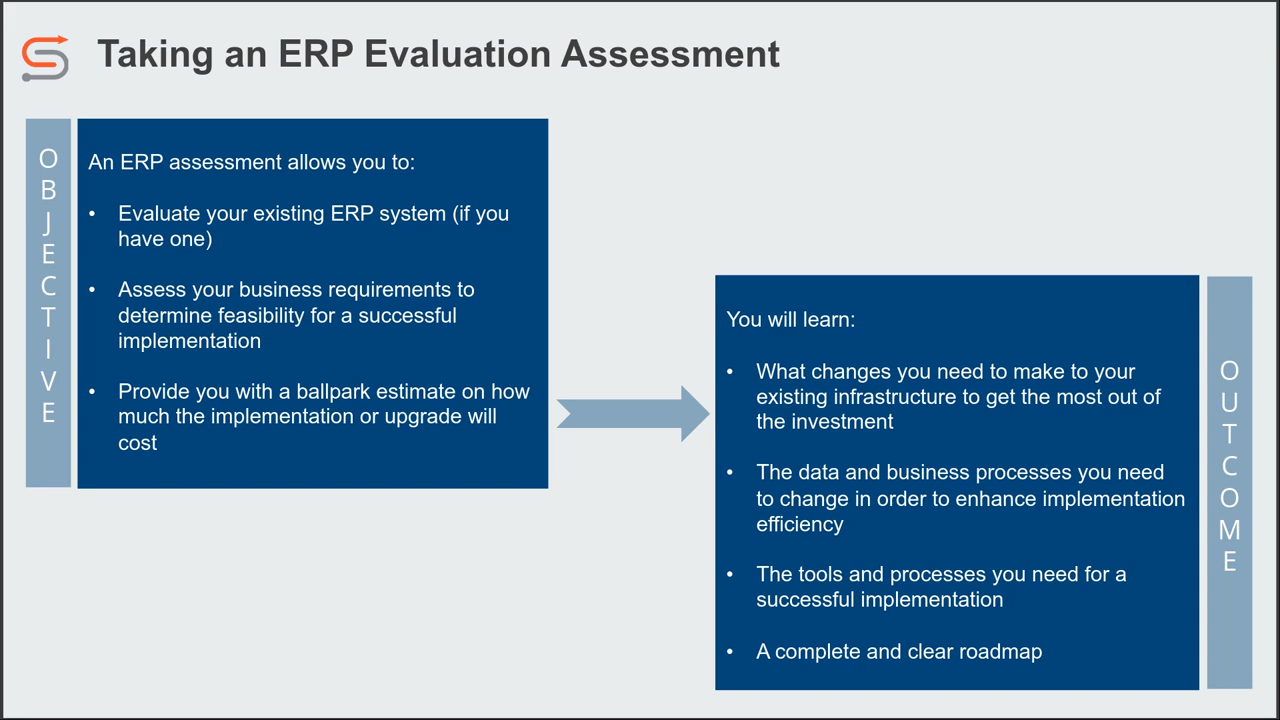 Taking an ERP Evaluation Assessment
OBJECTIVE
An ERP assessment allows you to:
• Evaluate your existing ERP system (if you
have one)
• Assess your business requirements to
determine feasibility for a successful
implementation
• Provide you with a ballpark estimate on how
much the implementation or upgrade will
cost
You will learn:
• What changes you need to make to your
existing infrastructure to get the most out of
the investment
• The data and business processes you need
to change in order to enhance implementation
efficiency
• The tools and processes you need for a
successful implementation
• A complete and clear roadmap
OUTCOME